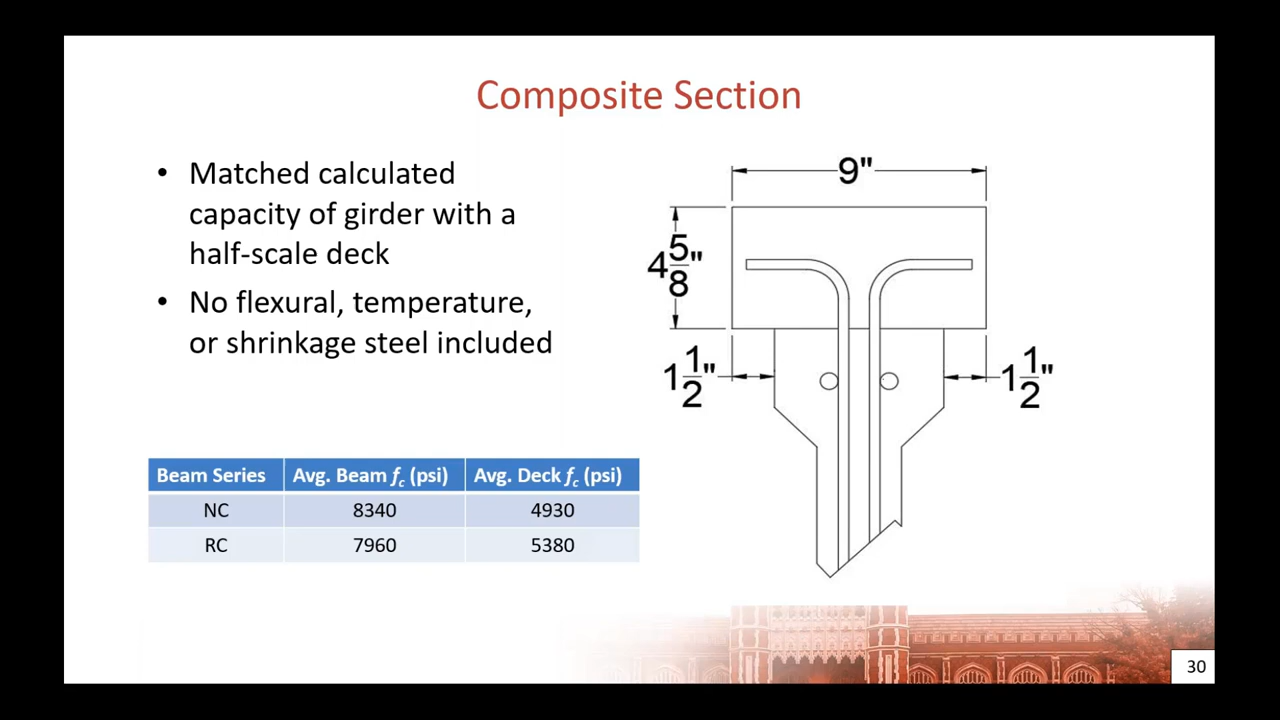 Composite Section
• Matched calculated
capacity of girder with a
half-scale deck
• No flexural, temperature,
or shrinkage steel included
9"
4 5/8"
1 1/2"
1 1/2"
Beam Series Avg. Beam fc (psi) Avg. Deck fc (psi)
NC 8340 4930
RC 7960 5380
30